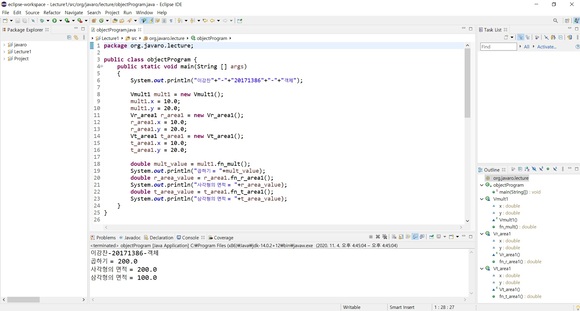 eclipse-workspace - Lecture1/src/org/javaro/lecture/objectProgram.java - Eclipse IDE
File Edit Source Refactor Navigate Search Project Run Window Help
Package Explorer
javaro
Lecture1
Project
objectProgram.java
Lecture1 src org.javaro.lecture objectProgram
1 package org.javaro.lecture;
2
3 public class objectProgram {
4 public static void main(String [] args)
5 {
6 System.out.println("이강찬"+"-"+"20171386"+"-"+"객체");
7
8 Vmult1 mult1 = new Vmult1();
9 mult1.x = 10.0;
10 mult1.y = 20.0;
11 Vr_area1 r_area1 = new Vr_area1();
12 r_area1.x = 10.0;
13 r_area1.y = 20.0;
14 Vt_area1 t_area1 = new Vt_area1();
15 t_area1.x = 10.0;
16 t_area1.y = 20.0;
17
18 double mult_value = mult1.fn_mult();
19 System.out.println("곱하기 = "+mult_value);
20 double r_area_value = r_area1.fn_r_area1();
21 System.out.println("사각형의 면적 = "+r_area_value);
22 double t_area_value = t_area1.fn_t_area1();
23 System.out.println("삼각형의 면적 = "+t_area_value);
24 }
25 }
26
Problems Javadoc Declaration Console Coverage
<terminated> objectProgram [Java Application] C:\Program Files\Java\jdk-14.0.2+12\bin\javaw.exe (2020. 11. 4. 오후 4:45:04 – 오후 4:45:04)
이강찬-20171386-객체
곱하기 = 200.0
사각형의 면적 = 200.0
삼각형의 면적 = 100.0
Task List
Find All Activate...
Outline
org.javaro.lecture
objectProgram
main(String[]) : void
Vmult1
x : double
y : double
Vmult1()
fn_mult() : double
Vr_area1
x : double
y : double
Vr_area1()
fn_r_area1() : double
Vt_area1
x : double
y : double
Vt_area1()
fn_t_area1() : double
Writable Smart Insert 1 : 28 : 27